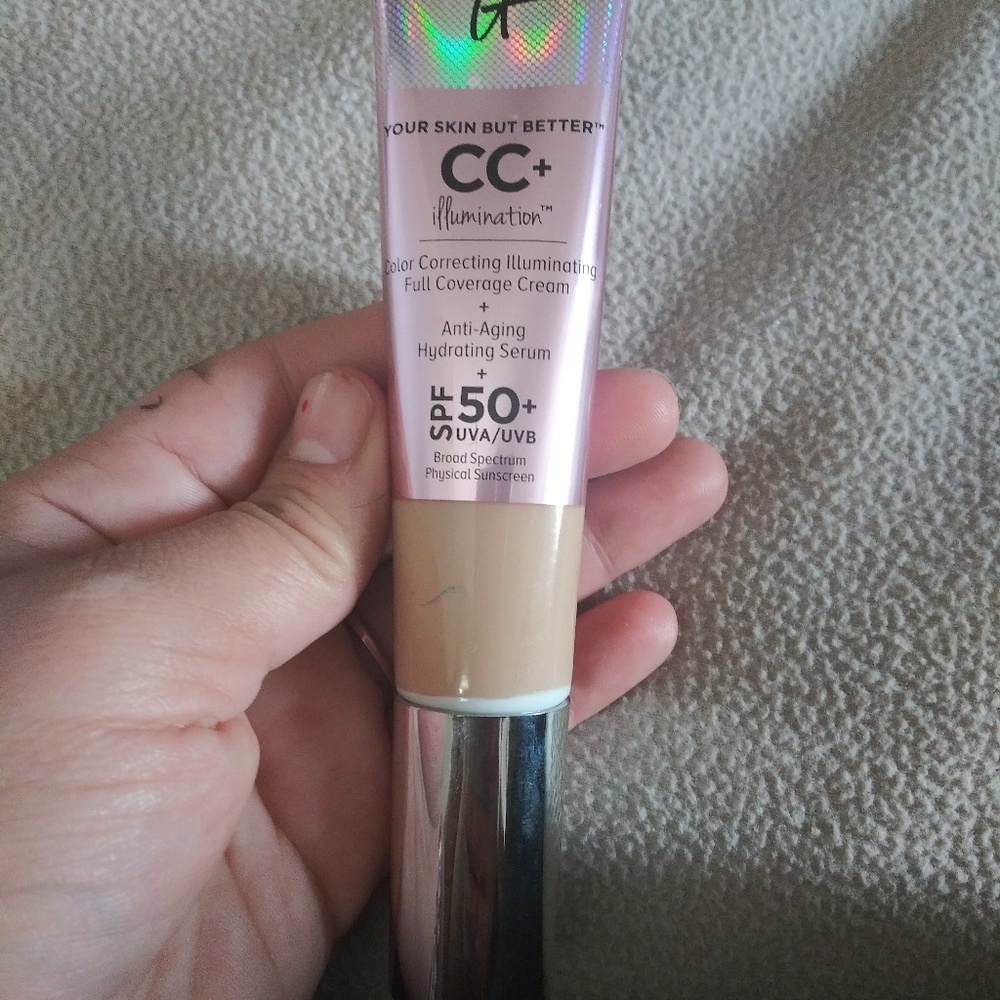 IT
YOUR SKIN BUT BETTER™
CC+
illumination™
Color Correcting Illuminating
Full Coverage Cream
+
Anti-Aging
Hydrating Serum
+
SPF 50+
UVA/UVB
Broad Spectrum
Physical Sunscreen